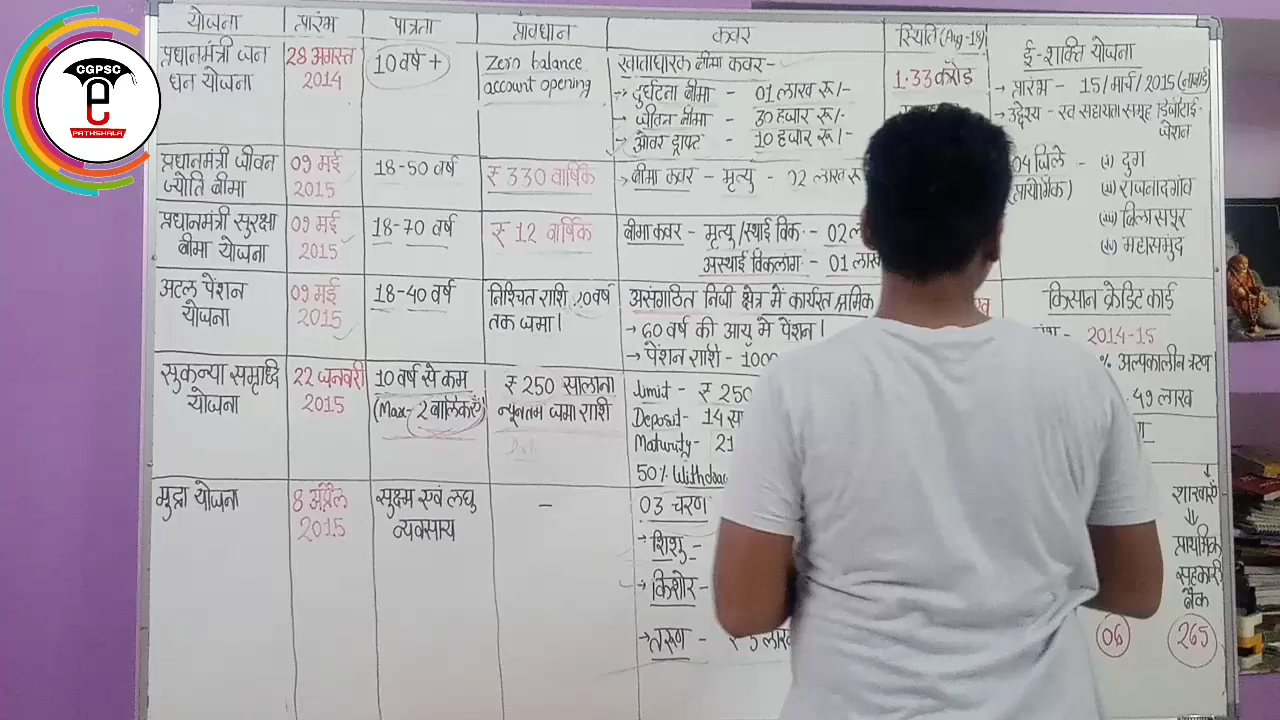 CGPSC
e
PATHSHALA
योजना
प्रारंभ
पात्रता
प्रावधान
कवर
स्थिति (Aug-18)
प्रधानमंत्री जन
धन योजना
28 अगस्त
2014
10 वर्ष +
Zero balance
account opening
खाताधारक बीमा कवर -
→ दुर्घटना बीमा - 01 लाख रू/-
→ जीवन बीमा - 30 हजार रू/-
→ ओवर ड्राफ्ट - 10 हजार रू/-
1.33 करोड़
प्रधानमंत्री जीवन
ज्योति बीमा
09 मई
2015
18-50 वर्ष
₹ 330 वार्षिक
→ बीमा कवर - मृत्यु - 02 लाख रू
प्रधानमंत्री सुरक्षा
बीमा योजना
09 मई
2015
18-70 वर्ष
₹ 12 वार्षिक
बीमा कवर - मृत्यु/स्थाई विक. - 02 ल
अस्थाई विकलांग - 01 लाख
अटल पेंशन
योजना
09 मई
2015
18-40 वर्ष
निश्चित राशि 20 वर्ष
तक जमा।
असंगठित निजी क्षेत्र में कार्यरत श्रमिक
→ 60 वर्ष की आयु में पेंशन।
→ पेंशन राशि - 1000
सुकन्या समृध्दि
योजना
22 जनवरी
2015
10 वर्ष से कम
(Max- 2 बालिकाएँ)
₹ 250 सालाना
न्यूनतम जमा राशि
limit - ₹ 250
Deposit - 14 सा
Maturity - 21
50% Withdraw
मुद्रा योजना
8 अप्रैल
2015
सुक्ष्म एवं लघु
व्यवसाय
-
03 चरण
→ शिशु -
→ किशोर -
→ तरूण - ₹ 5 लाख
ई-शक्ति योजना
→ प्रारंभ - 15/मार्च/2015 (नाबार्ड)
→ उद्देश्य - स्व सहायता समूह डिजीटाई-
जेशन
04 जिले - (i) दुर्ग
(प्रायोगिक) (ii) राजनांदगांव
(iii) बिलासपूर
(iv) महासमुंद
किसान क्रेडिट कार्ड
2014-15
% अल्पकालीन ऋण
.49 लाख
शाखाएँ
प्राथमिक
सहकारी
बैंक
06
265